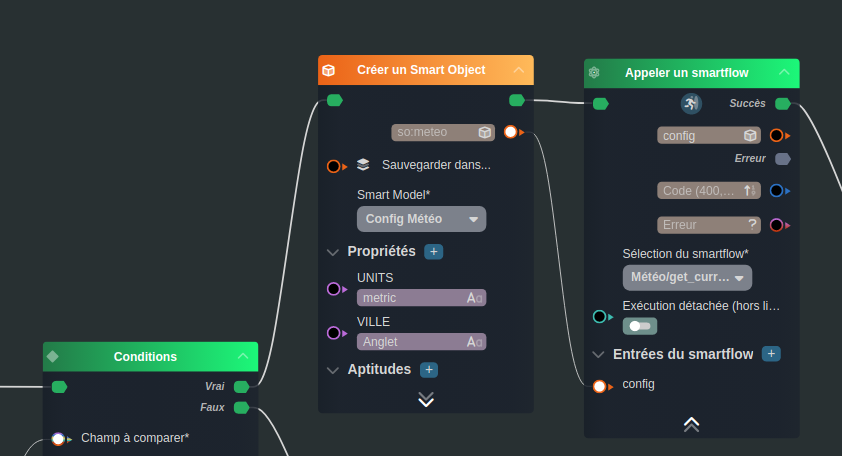 Créer un Smart Object
so:meteo
Sauvegarder dans...
Smart Model*
Config Météo
Propriétés +
UNITS
metric Aa
VILLE
Anglet Aa
Aptitudes +
Appeler un smartflow
Succès
config
Erreur
Code (400,...
Erreur ?
Sélection du smartflow*
Météo/get_curr...
Exécution détachée (hors li...
Entrées du smartflow +
config
Conditions
Vrai
Faux
Champ à comparer*